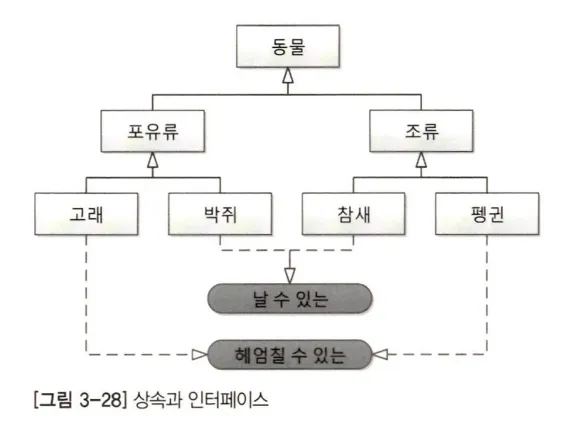 동물
포유류
조류
고래
박쥐
참새
펭귄
날 수 있는
헤엄칠 수 있는
[그림 3-28] 상속과 인터페이스